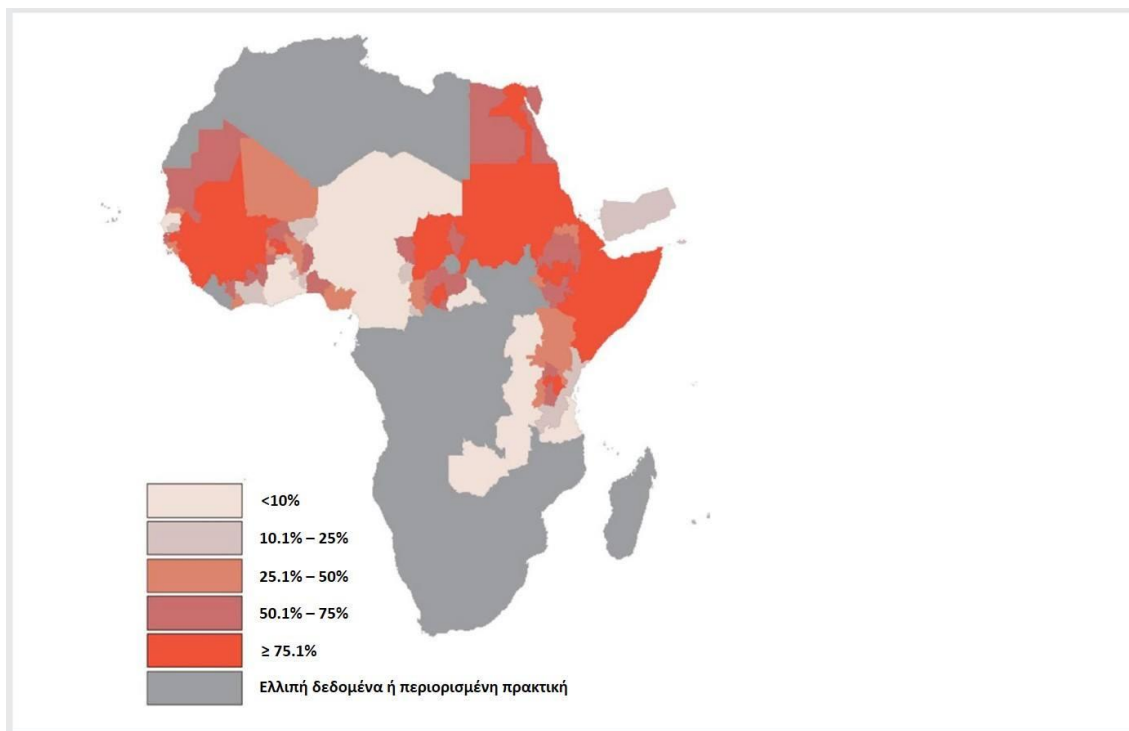 <10%
10.1% – 25%
25.1% – 50%
50.1% – 75%
≥ 75.1%
Ελλιπή δεδομένα ή περιορισμένη πρακτική